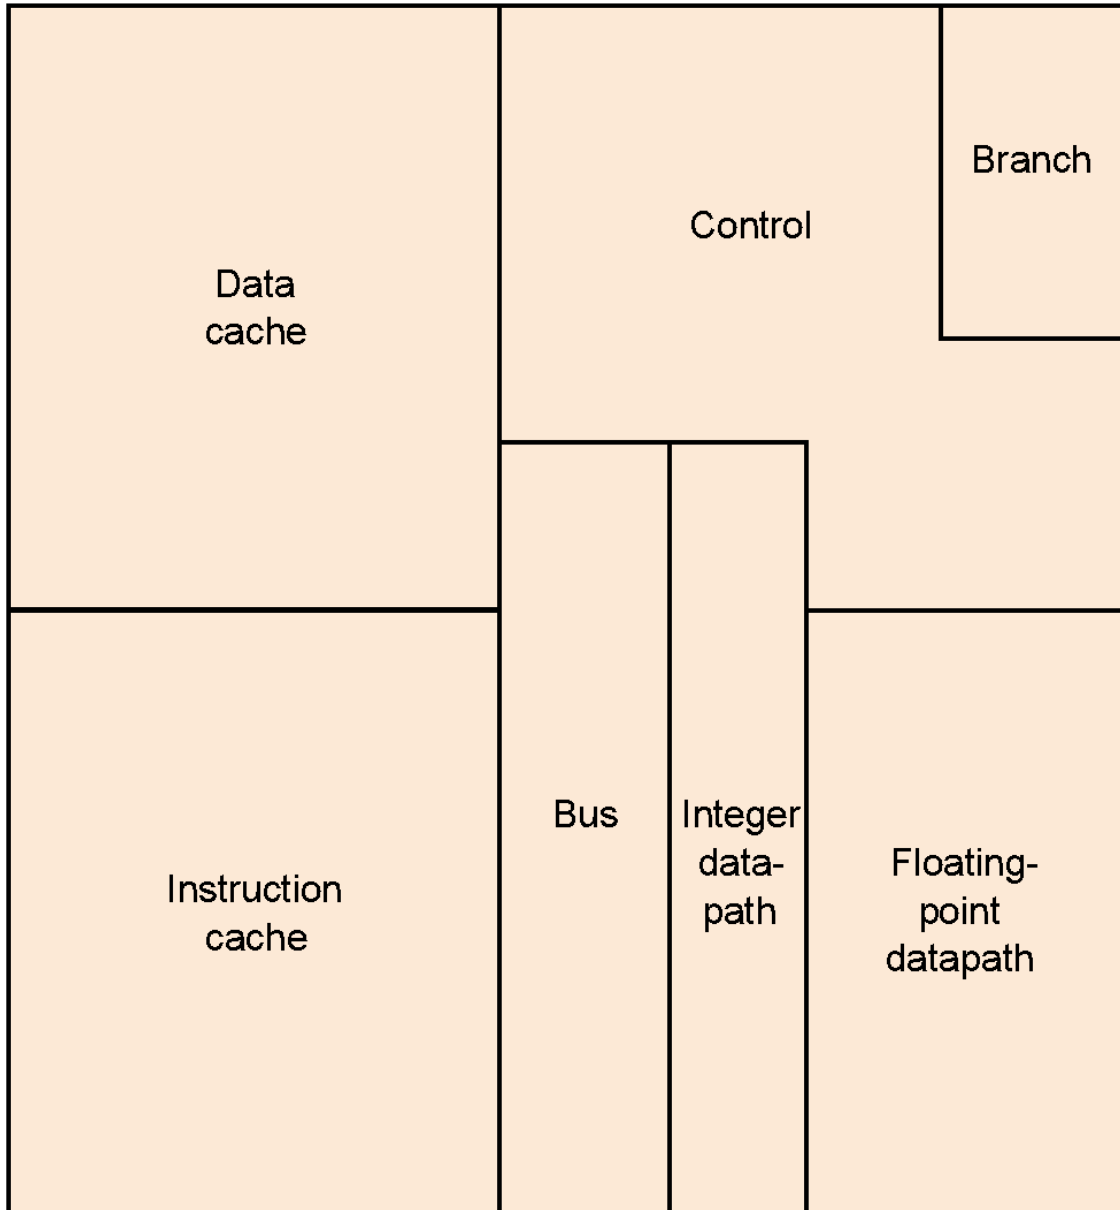 Branch
Control
Data
cache
Bus
Integer
data-
path
Floating-
point
datapath
Instruction
cache